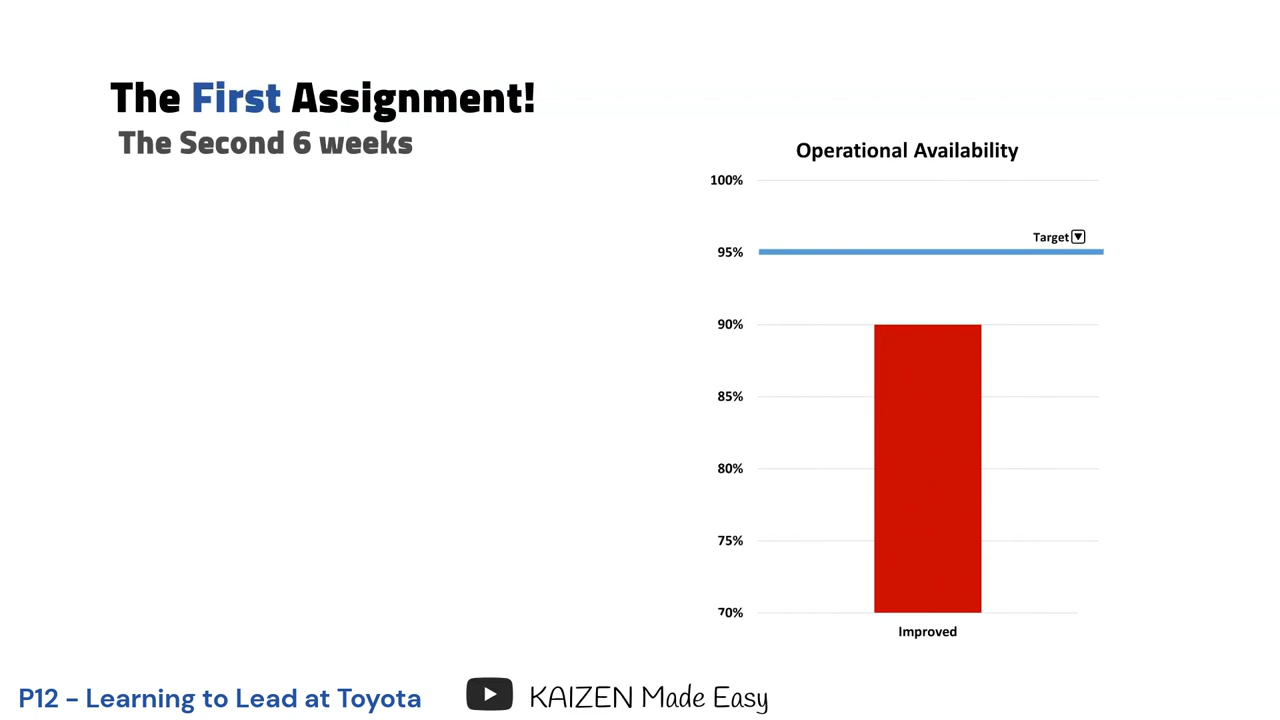 The First Assignment!
The Second 6 weeks
Operational Availability
100%
Target
95%
90%
85%
80%
75%
70%
Improved
P12 - Learning to Lead at Toyota
KAIZEN Made Easy